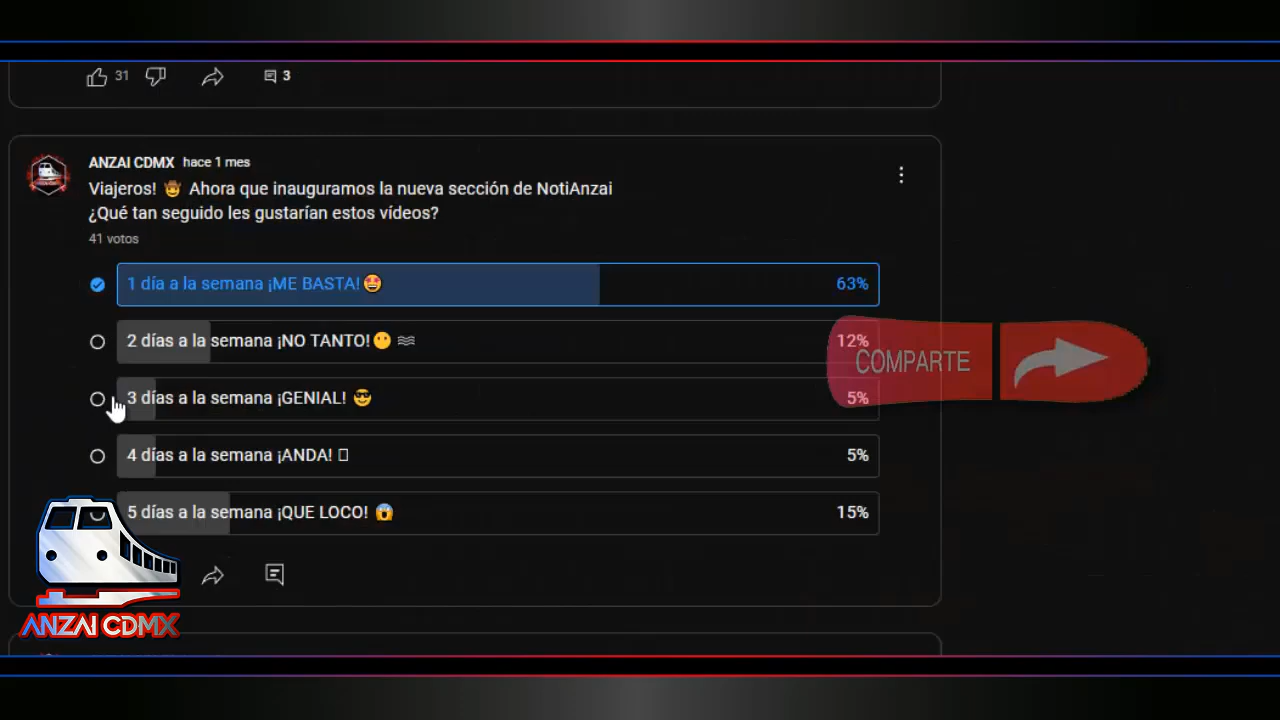 31
3
ANZAI CDMX hace 1 mes
Viajeros! 🤠 Ahora que inauguramos la nueva sección de NotiAnzai
¿Qué tan seguido les gustarían estos vídeos?
41 votos
1 día a la semana ¡ME BASTA! 🤩 63%
2 días a la semana ¡NO TANTO! 😶 12%
3 días a la semana ¡GENIAL! 😎 5%
4 días a la semana ¡ANDA! 5%
5 días a la semana ¡QUE LOCO! 😱 15%
COMPARTE
ANZAI CDMX